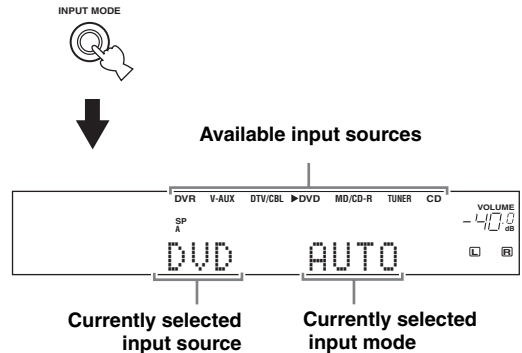 INPUT MODE
Available input sources
DVR V-AUX DTV/CBL ▶DVD MD/CD-R TUNER CD
VOLUME
SP
A
-40.0
dB
L R
DVD AUTO
Currently selected
input source
Currently selected
input mode